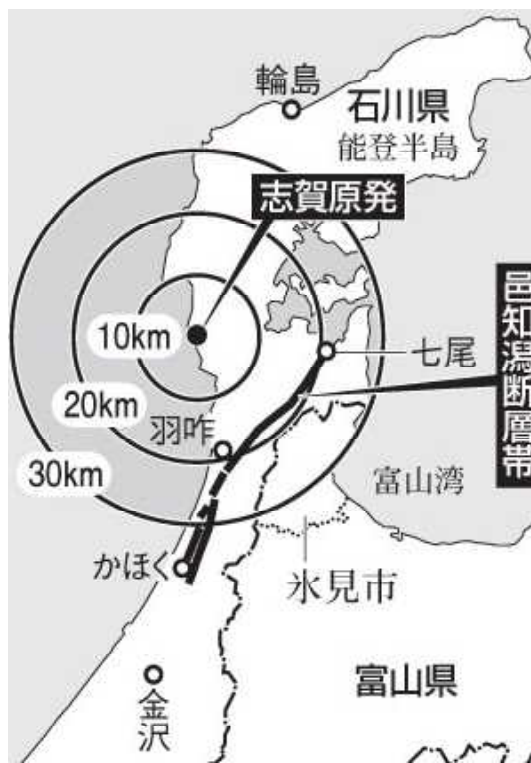 輪島
石川県
能登半島
志賀原発
10km
20km
30km
七尾
羽咋
邑知潟断層帯
富山湾
かほく
氷見市
金沢
富山県